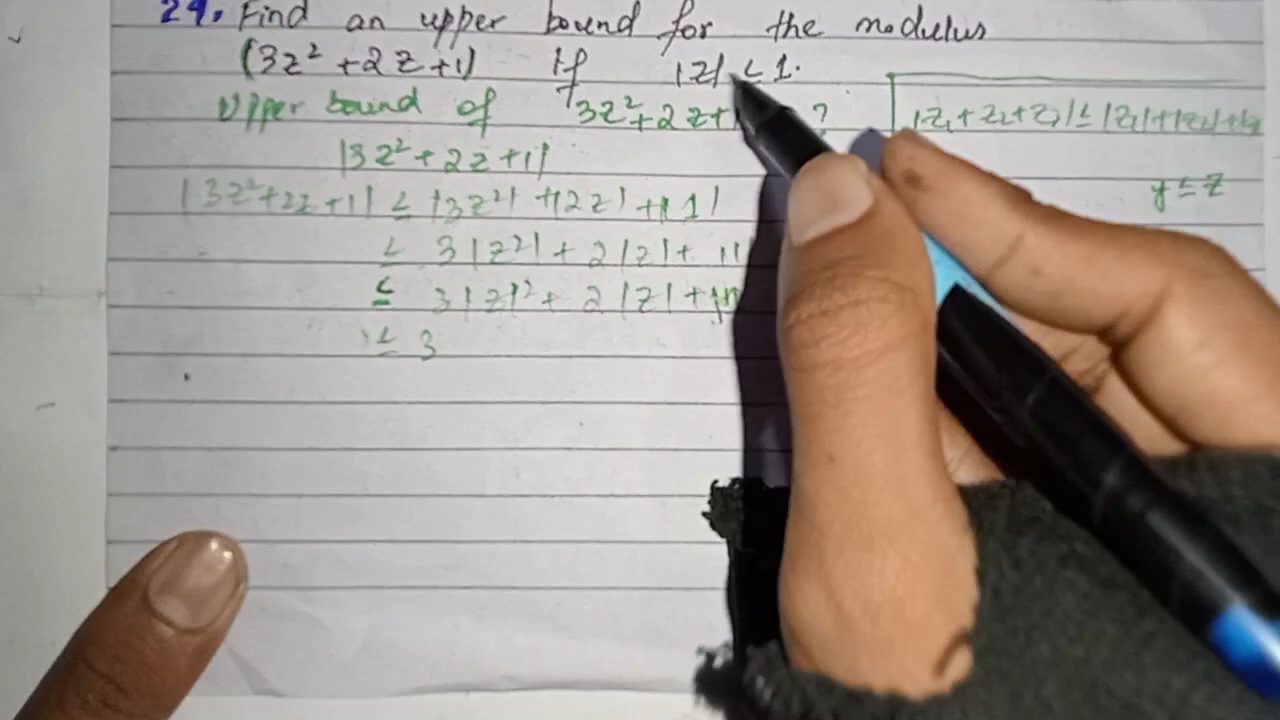 29. Find an upper bound for the modulus
(3z² + 2z + 1) If |z| ≤ 1.
Upper bound of 3z² + 2z + ?
|z₁ + z₂ + z₃| ≤ |z₁| + |z₂| +
|3z² + 2z + 1|
y ≤ z
|3z² + 2z + 1| ≤ |3z²| + |2z| + |1|
≤ 3|z²| + 2|z| + |1
≤ 3|z|² + 2|z| +
≤ 3